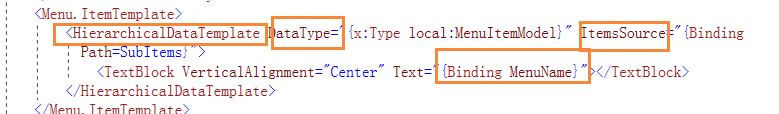 <Menu.ItemTemplate>
<HierarchicalDataTemplate DataType="{x:Type local:MenuItemModel}" ItemsSource="{Binding
Path=SubItems}">
<TextBlock VerticalAlignment="Center" Text="{Binding MenuName}"></TextBlock>
</HierarchicalDataTemplate>
</Menu.ItemTemplate>